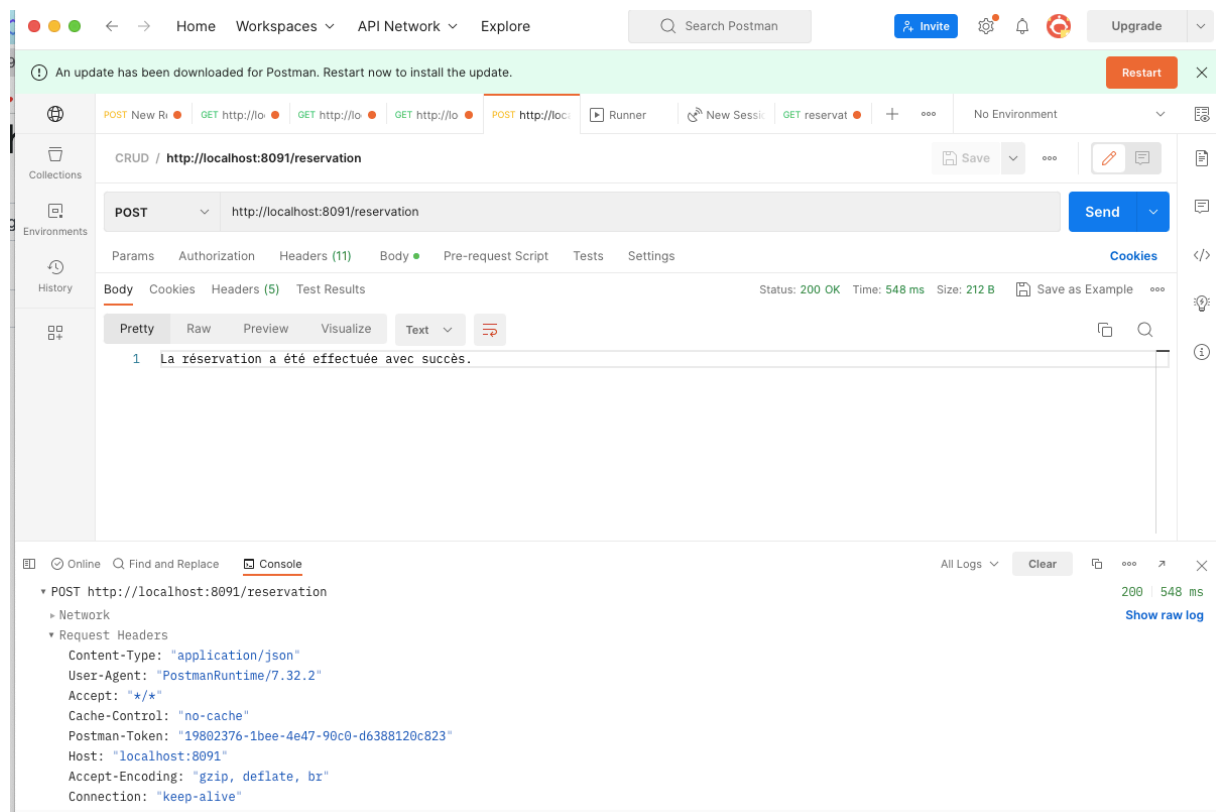 Home Workspaces API Network Explore Search Postman Invite Upgrade
An update has been downloaded for Postman. Restart now to install the update. Restart
POST New Re GET http://lo GET http://lo GET http://lo POST http://loc Runner New Sessi GET reservat No Environment
CRUD / http://localhost:8091/reservation Save
Collections
POST http://localhost:8091/reservation Send
Environments
Params Authorization Headers (11) Body Pre-request Script Tests Settings Cookies
History
Body Cookies Headers (5) Test Results Status: 200 OK Time: 548 ms Size: 212 B Save as Example
Pretty Raw Preview Visualize Text
1 La réservation a été effectuée avec succès.
Online Find and Replace Console All Logs Clear
POST http://localhost:8091/reservation 200 548 ms
Network Show raw log
Request Headers
Content-Type: "application/json"
User-Agent: "PostmanRuntime/7.32.2"
Accept: "*/*"
Cache-Control: "no-cache"
Postman-Token: "19802376-1bee-4e47-90c0-d6388120c823"
Host: "localhost:8091"
Accept-Encoding: "gzip, deflate, br"
Connection: "keep-alive"